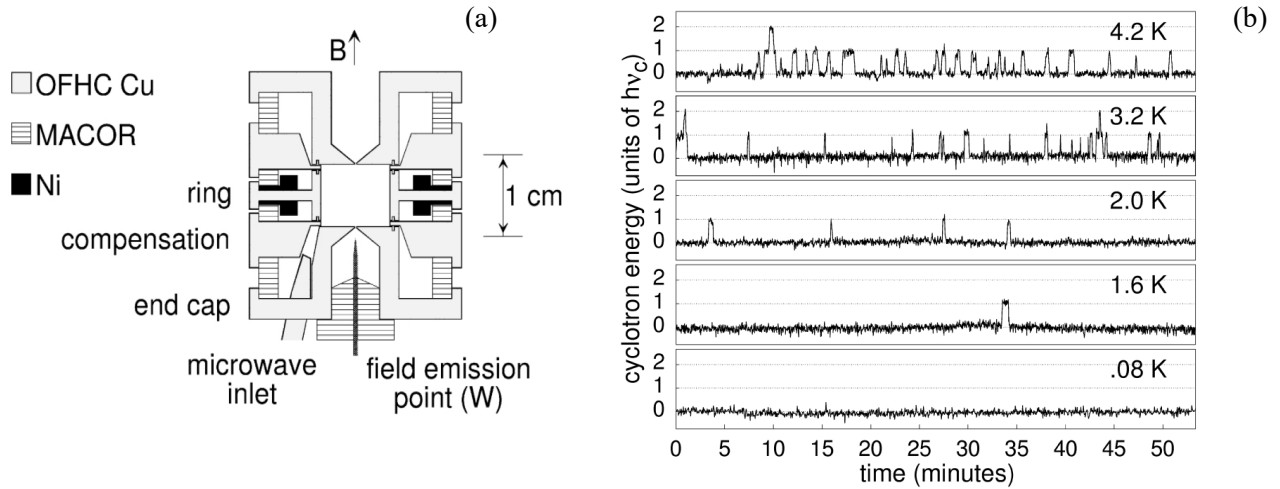 (a)
B
OFHC Cu
MACOR
Ni
ring
1 cm
compensation
end cap
microwave
inlet
field emission
point (W)
(b)
cyclotron energy (units of hνC)
2
1
0
4.2 K
2
1
0
3.2 K
2
1
0
2.0 K
2
1
0
1.6 K
2
1
0
.08 K
0 5 10 15 20 25 30 35 40 45 50
time (minutes)